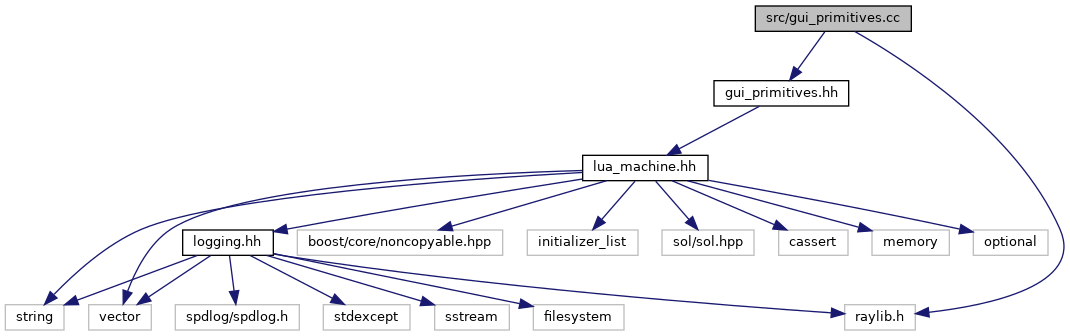 src/gui_primitives.cc
gui_primitives.hh
lua_machine.hh
logging.hh
boost/core/noncopyable.hpp
initializer_list
sol/sol.hpp
cassert
memory
optional
string
vector
spdlog/spdlog.h
stdexcept
sstream
filesystem
raylib.h